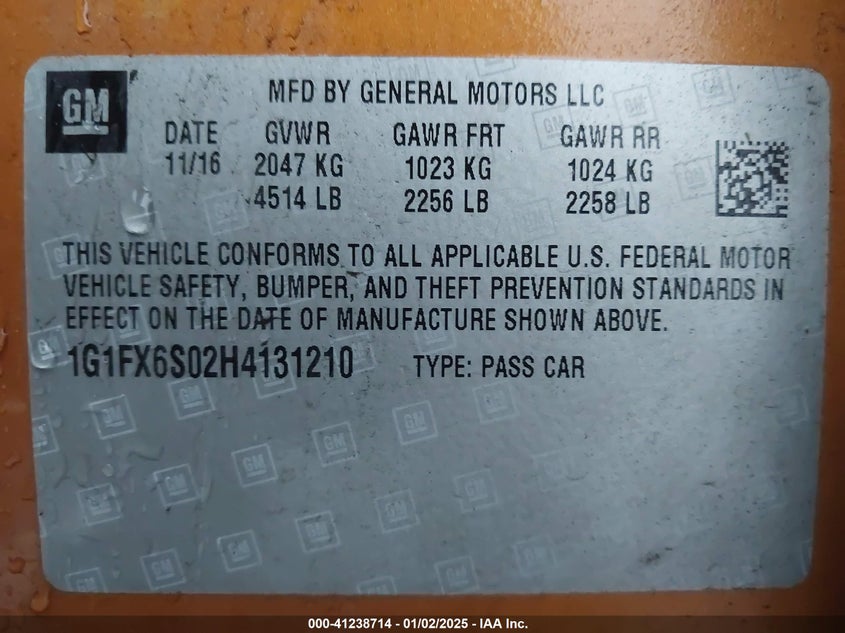 GM
MFD BY GENERAL MOTORS LLC
DATE GVWR GAWR FRT GAWR RR
11/16 2047 KG 1023 KG 1024 KG
4514 LB 2256 LB 2258 LB
THIS VEHICLE CONFORMS TO ALL APPLICABLE U.S. FEDERAL MOTOR
VEHICLE SAFETY, BUMPER, AND THEFT PREVENTION STANDARDS IN
EFFECT ON THE DATE OF MANUFACTURE SHOWN ABOVE.
1G1FX6S02H4131210 TYPE: PASS CAR
000-41238714 - 01/02/2025 - IAA Inc.